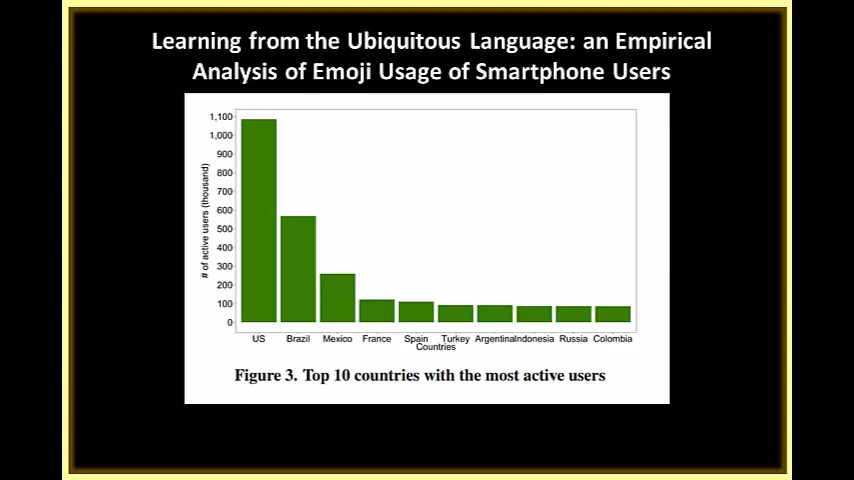 Learning from the Ubiquitous Language: an Empirical
Analysis of Emoji Usage of Smartphone Users
1,100
1,000
900
800
700
600
500
400
300
200
100
0
# of active users (thousand)
US Brazil Mexico France Spain Turkey Argentina Indonesia Russia Colombia
Countries
Figure 3. Top 10 countries with the most active users